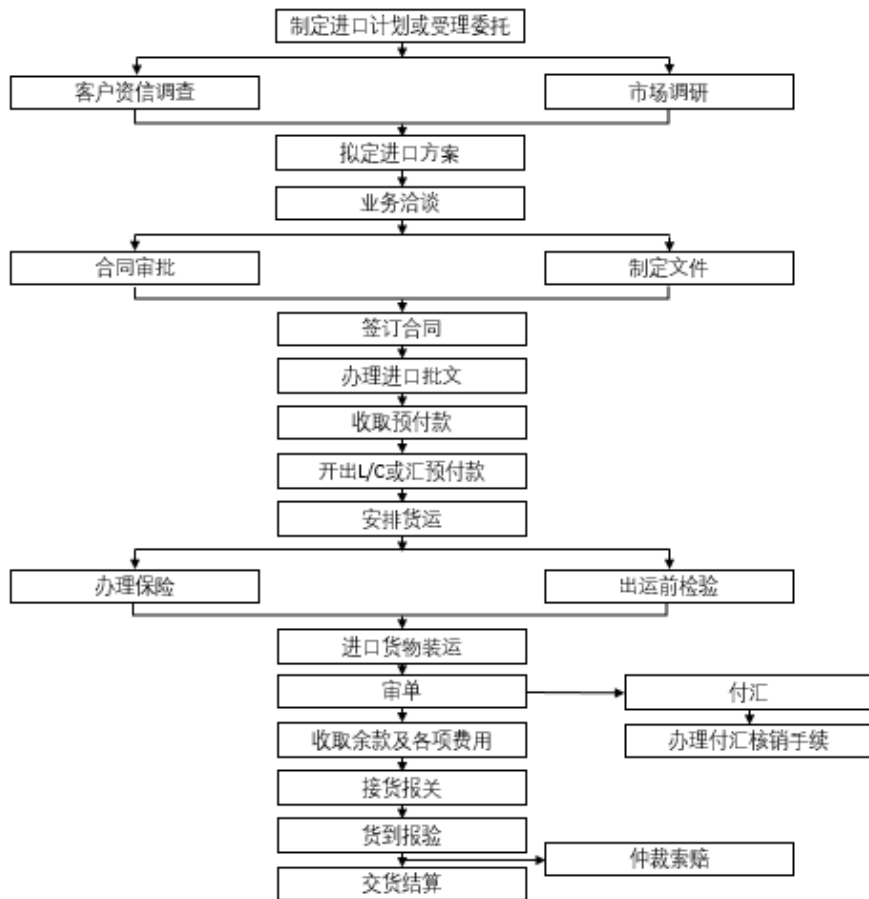 制定进口计划或受理委托
客户资信调查
市场调研
拟定进口方案
业务洽谈
合同审批
制定文件
签订合同
办理进口批文
收取预付款
开出L/C或汇预付款
安排货运
办理保险
出运前检验
进口货物装运
审单
付汇
收取余款及各项费用
办理付汇核销手续
接货报关
货到报验
仲裁索赔
交货结算